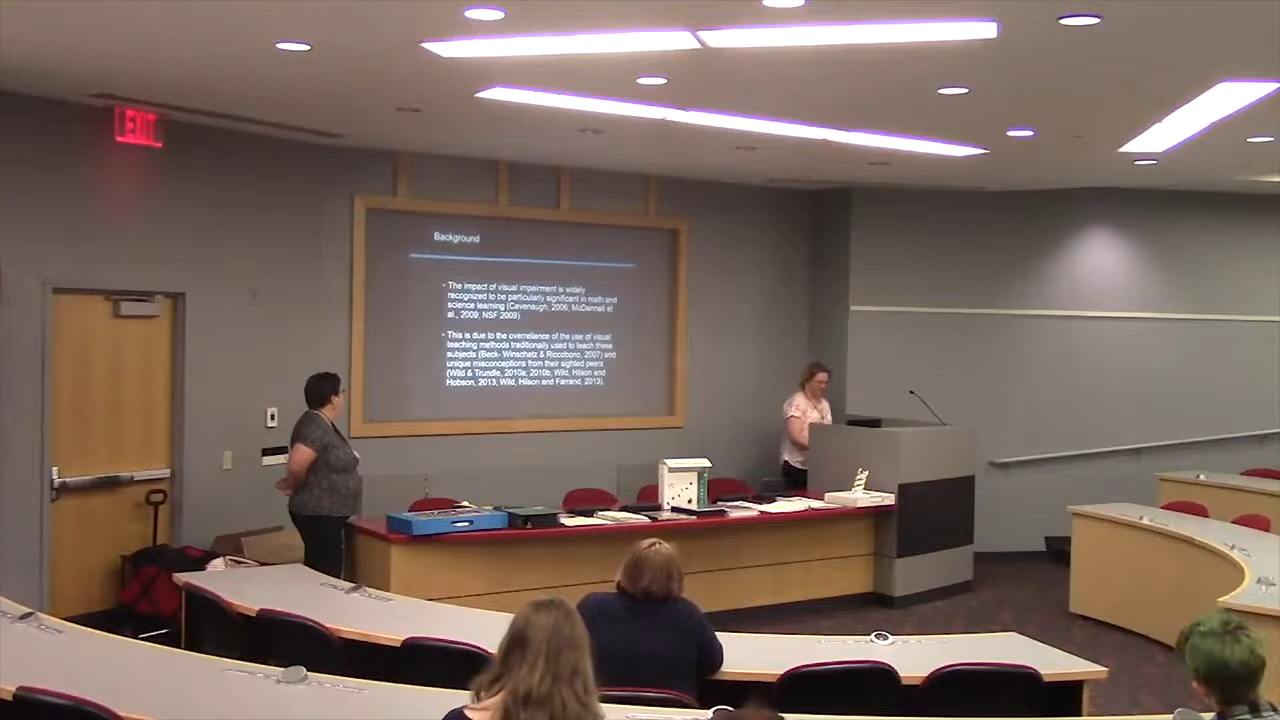 EXIT
Background
• The impact of visual impairment is widely
recognized to be particularly significant in math and
science learning (Cavenaugh, 2006; McDannall et
al., 2009; NSF 2009).
• This is due to the overreliance of the use of visual
teaching methods traditionally used to teach these
subjects (Beck- Winschatz & Riccobono, 2007) and
unique misconceptions from their sighted peers
(Wild & Trundle, 2010a; 2010b; Wild, Hilson and
Hobson, 2013; Wild, Hilson and Farrand, 2013).